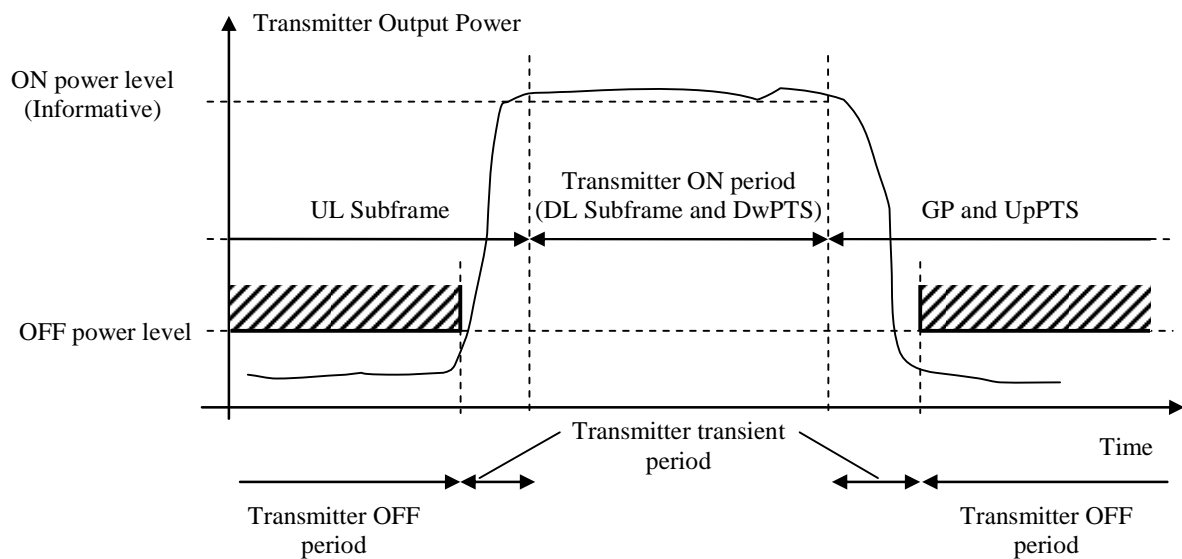 Transmitter Output Power
ON power level
(Informative)
Transmitter ON period
(DL Subframe and DwPTS)
UL Subframe
GP and UpPTS
OFF power level
Transmitter transient
period
Time
Transmitter OFF
period
Transmitter OFF
period